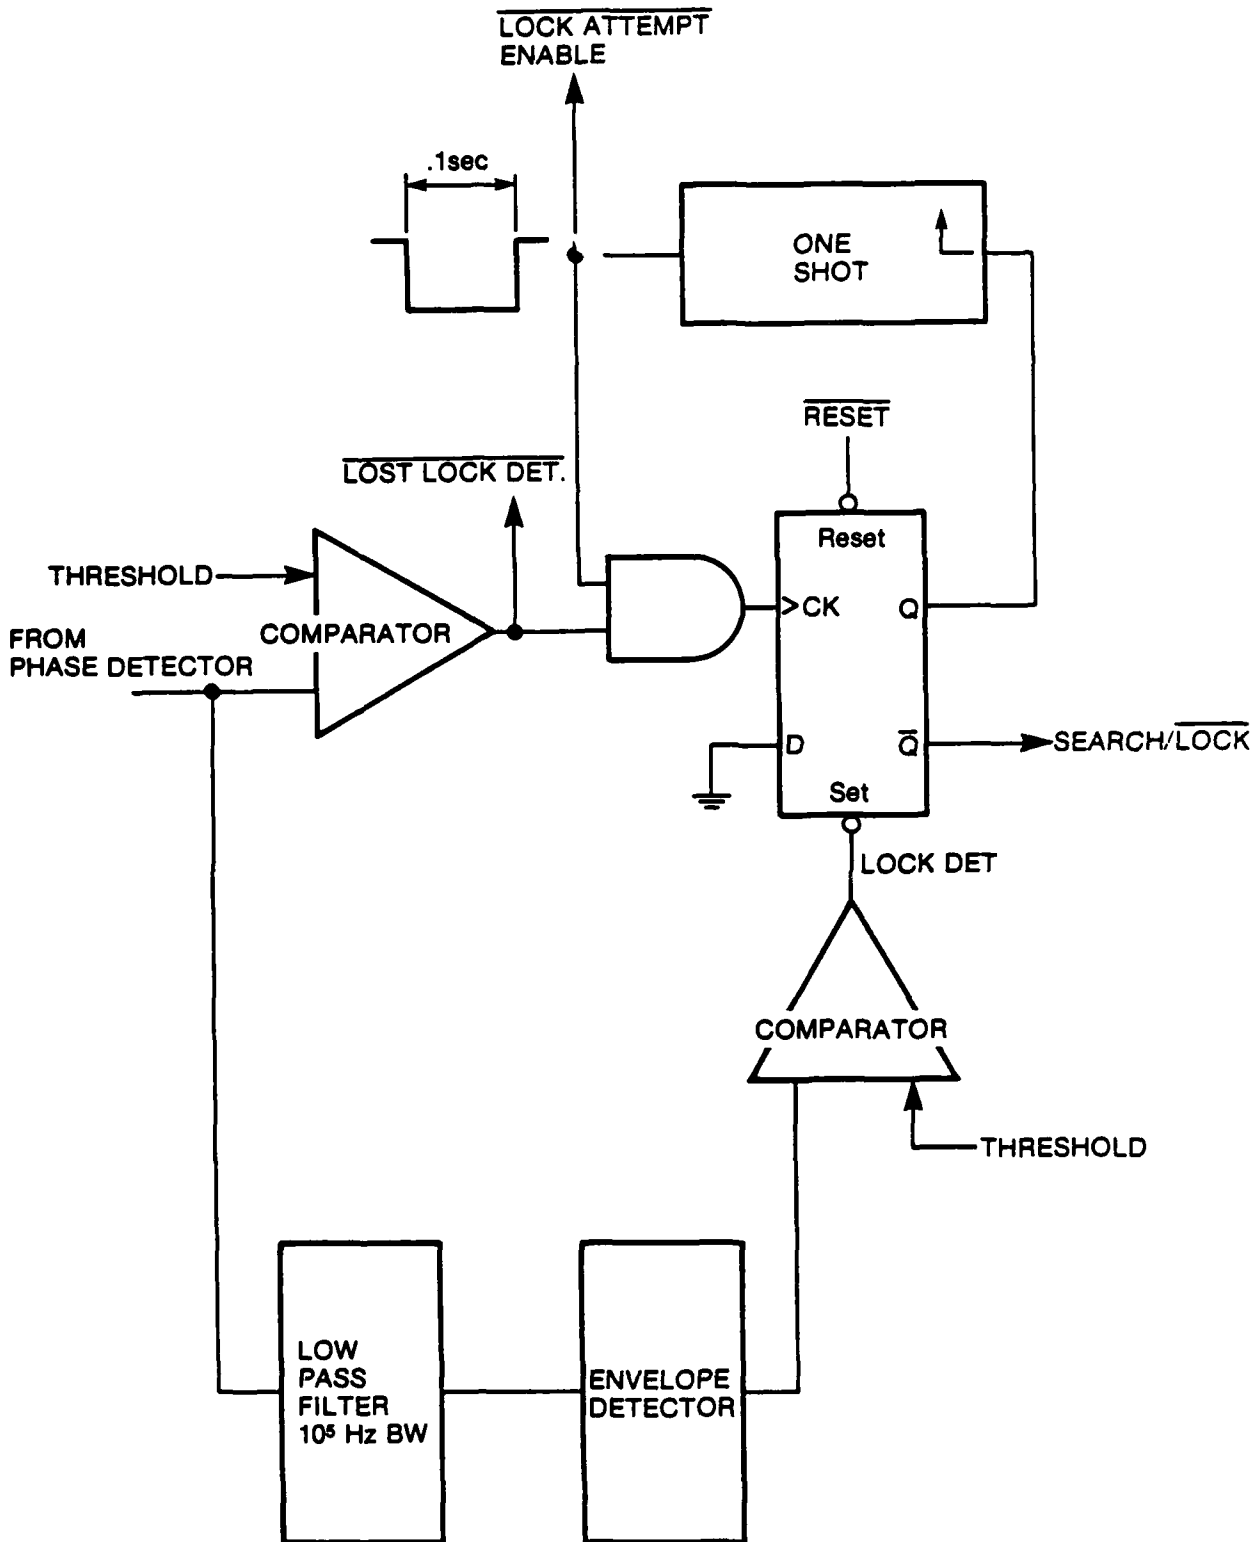 LOCK ATTEMPT
ENABLE
.1sec
ONE
SHOT
RESET
LOST LOCK DET.
Reset
THRESHOLD
>CK
Q
COMPARATOR
FROM
PHASE DETECTOR
D
Q̅
SEARCH/LOCK
Set
LOCK DET
COMPARATOR
THRESHOLD
LOW
PASS
FILTER
10⁵ Hz BW
ENVELOPE
DETECTOR